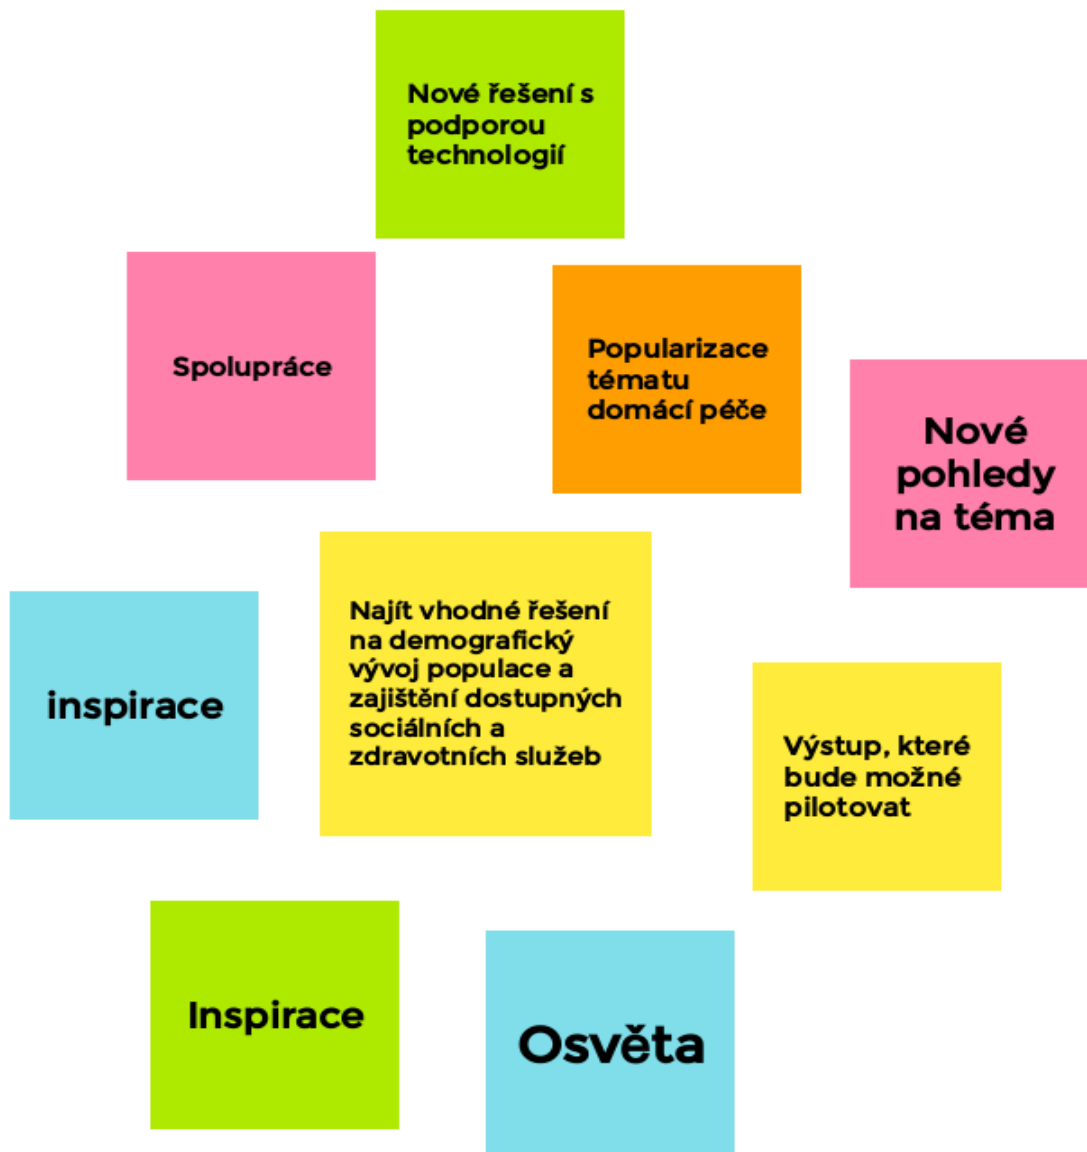 Nové řešení s
podporou
technologií
Spolupráce
Popularizace
tématu
domácí péče
Nové
pohledy
na téma
Najít vhodné řešení
na demografický
vývoj populace a
zajištění dostupných
sociálních a
zdravotních služeb
inspirace
Výstup, které
bude možné
pilotovat
Inspirace
Osvěta